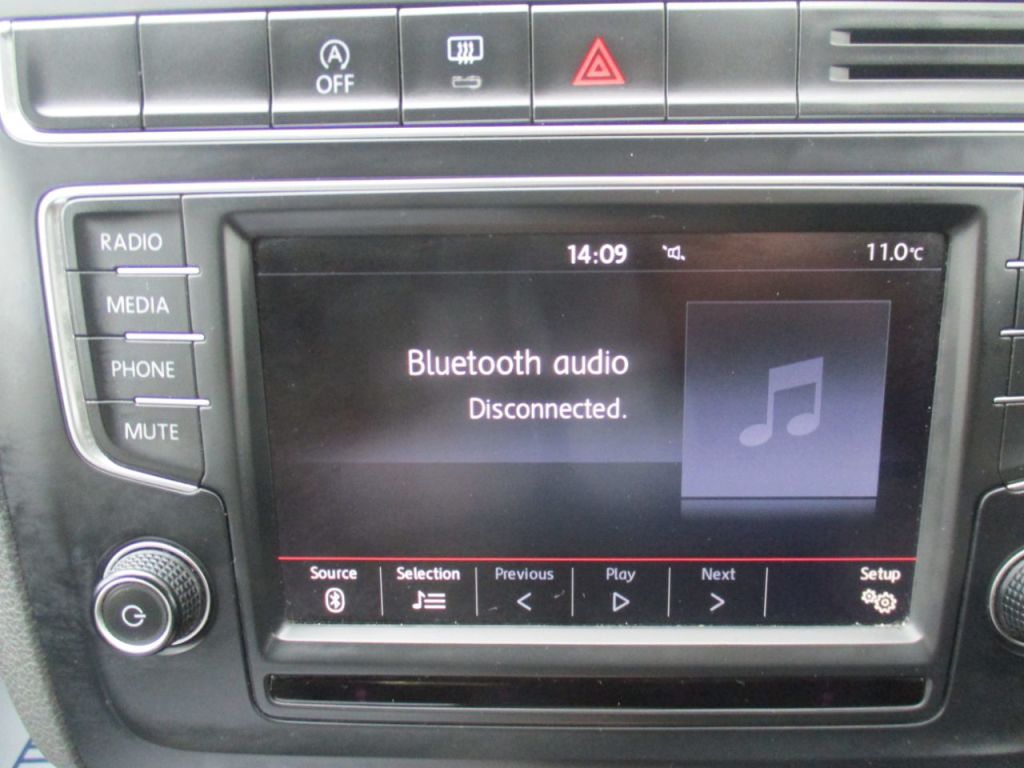 A
OFF
RADIO
MEDIA
PHONE
MUTE
14:09
11.0°C
Bluetooth audio
Disconnected.
Source
Selection
Previous
Play
Next
Setup